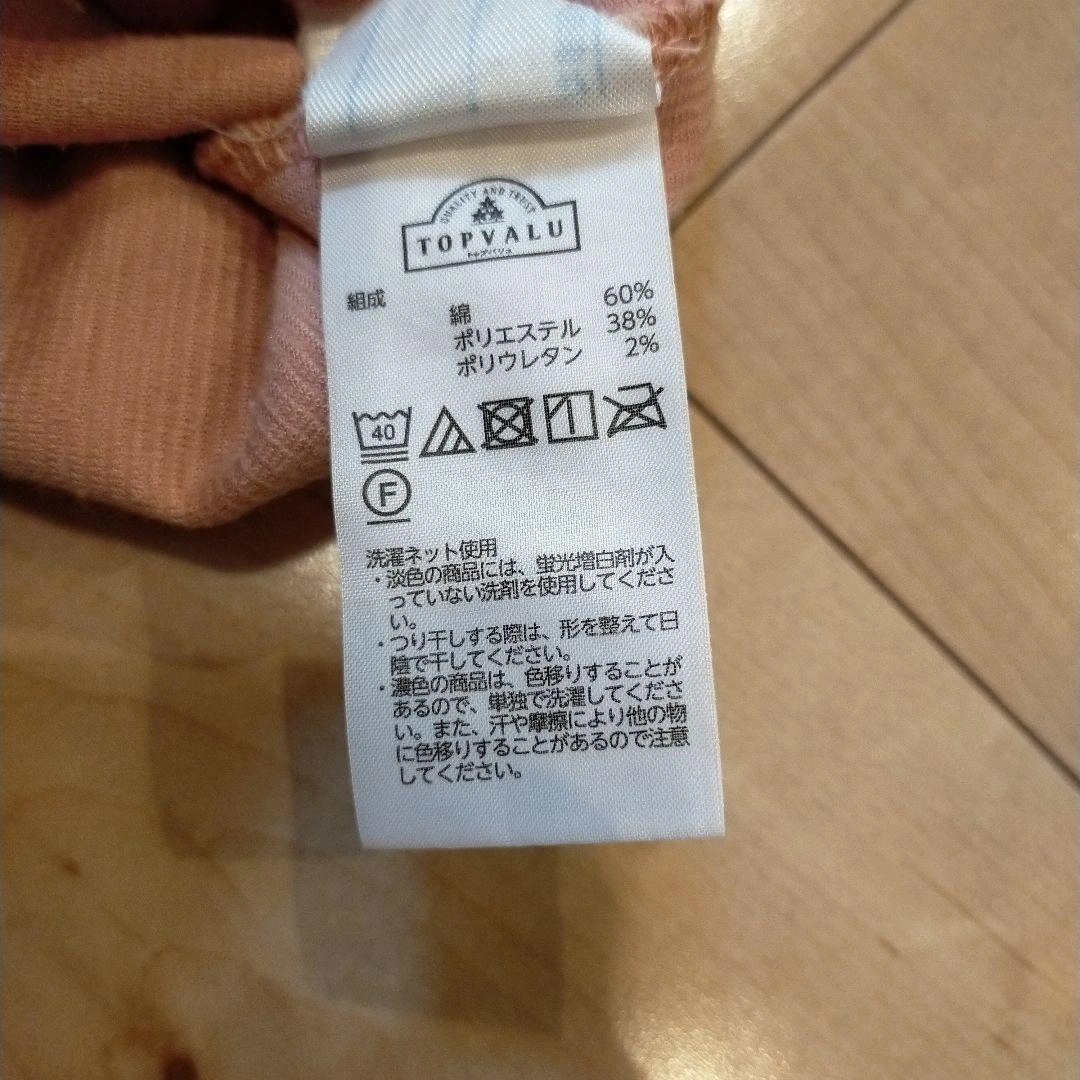 QUALITY AND TRUST
TOPVALU
トップバリュ
組成
綿 60%
ポリエステル 38%
ポリウレタン 2%
40
F
洗濯ネット使用
・淡色の商品には、蛍光増白剤が入
っていない洗剤を使用してくださ
い。
・つり干しする際は、形を整えて日
陰で干してください。
・濃色の商品は、色移りすることが
あるので、単独で洗濯してくださ
い。また、汗や摩擦により他の物
に色移りすることがあるので注意
してください。